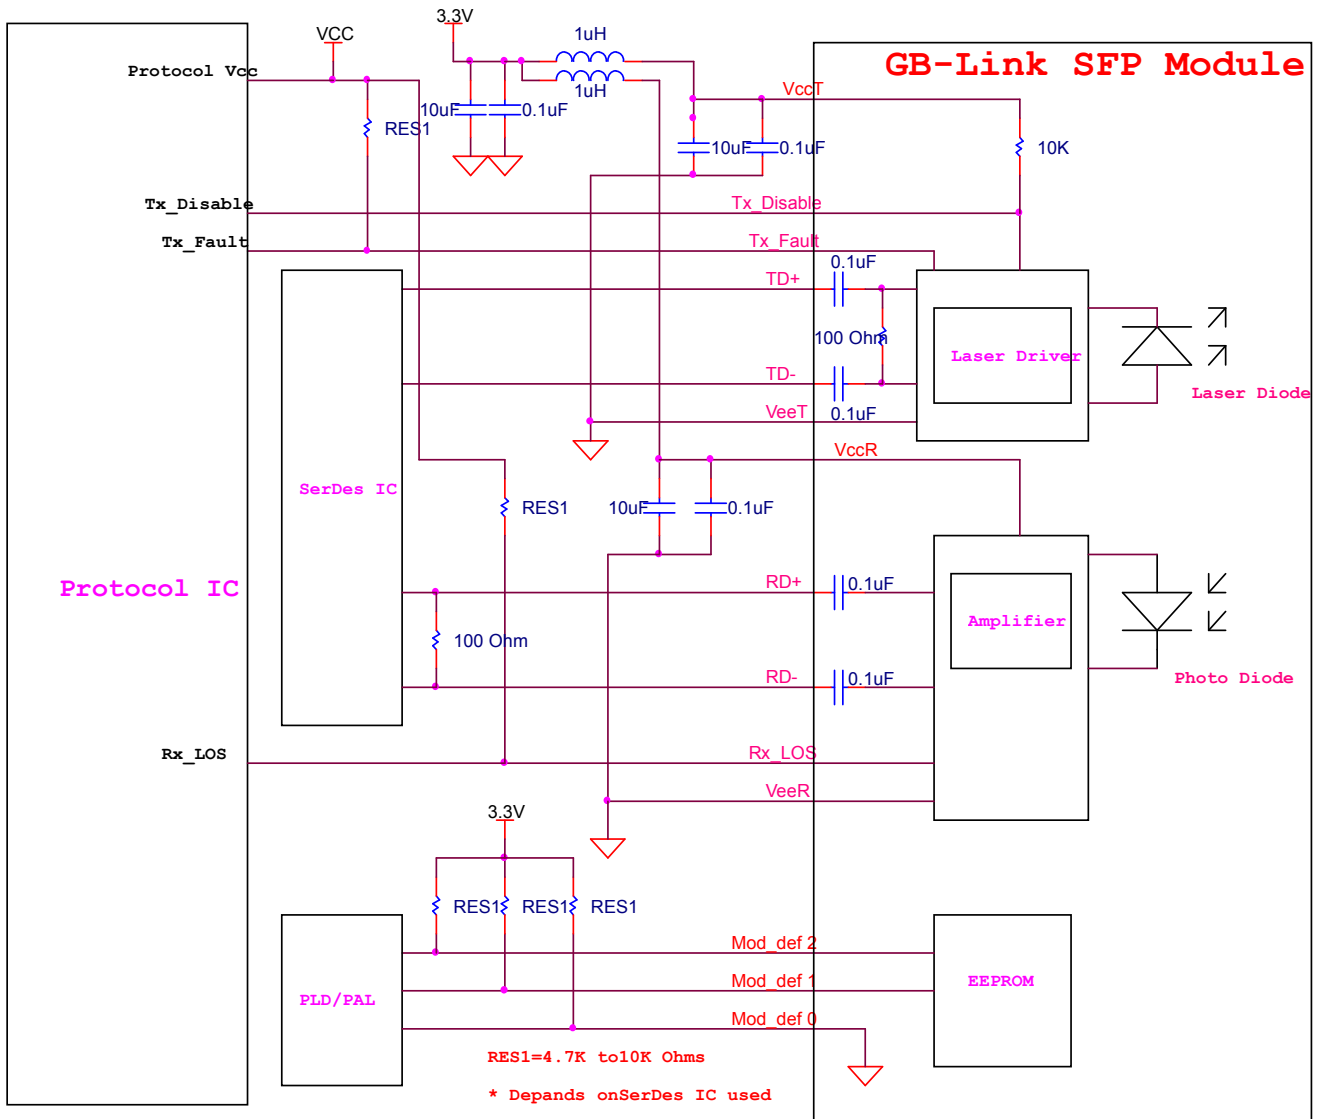 3.3V
1uH
VCC
GB-Link SFP Module
Protocol Vcc
1uH
VccT
10uF
0.1uF
RES1
10uF
0.1uF
10K
Tx_Disable
Tx_Disable
Tx_Fault
Tx_Fault
0.1uF
TD+
100 Ohm
Laser Driver
TD-
Laser Diode
VeeT
0.1uF
VccR
SerDes IC
RES1
10uF
0.1uF
Protocol IC
RD+
0.1uF
Amplifier
100 Ohm
RD-
0.1uF
Photo Diode
Rx_LOS
Rx_LOS
VeeR
3.3V
RES1
RES1
RES1
Mod_def 2
Mod_def 1
EEPROM
PLD/PAL
Mod_def 0
RES1=4.7K to10K Ohms
* Depands onSerDes IC used